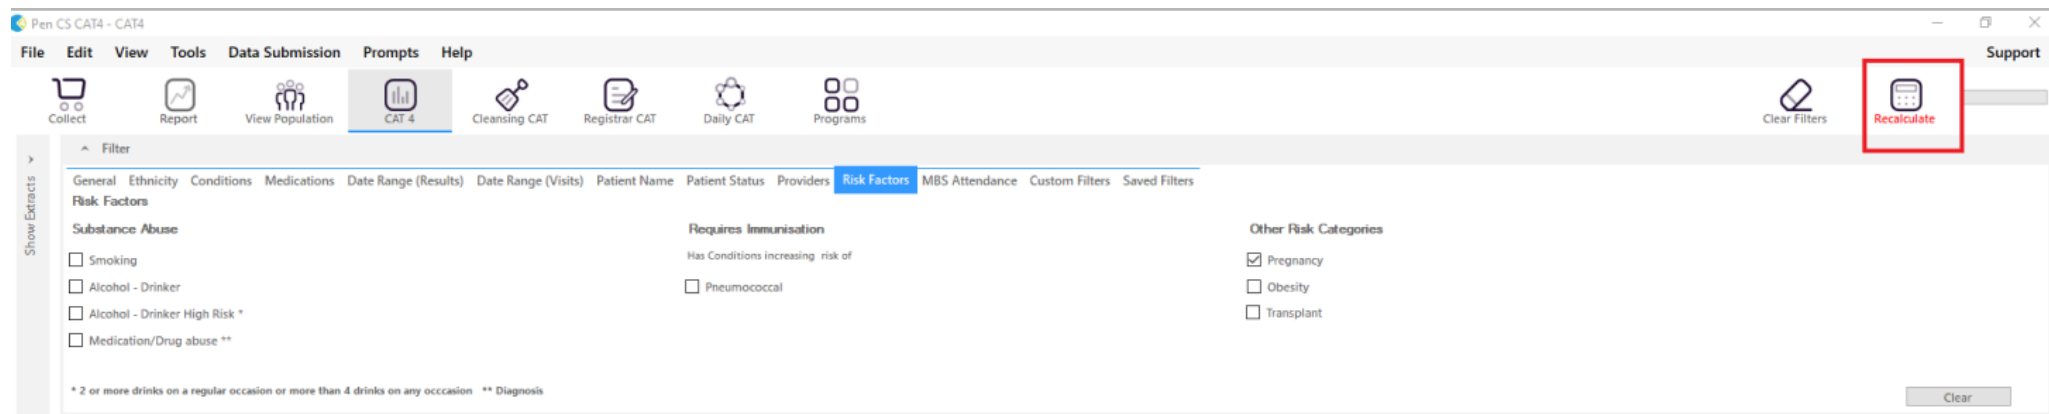 Pen CS CAT4 - CAT4
File Edit View Tools Data Submission Prompts Help Support
Collect Report View Population CAT 4 Cleansing CAT Registrar CAT Daily CAT Programs Clear Filters Recalculate
Filter
Show Extracts
General Ethnicity Conditions Medications Date Range (Results) Date Range (Visits) Patient Name Patient Status Providers Risk Factors MBS Attendance Custom Filters Saved Filters
Risk Factors
Substance Abuse Requires Immunisation Other Risk Categories
Smoking Has Conditions increasing risk of Pregnancy
Alcohol - Drinker Pneumococcal Obesity
Alcohol - Drinker High Risk * Transplant
Medication/Drug abuse **
* 2 or more drinks on a regular occasion or more than 4 drinks on any occcasion ** Diagnosis
Clear